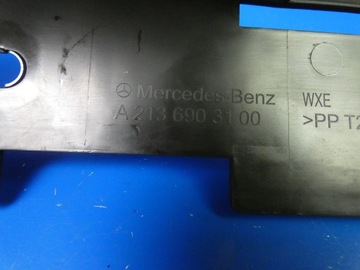 Mercedes-Benz
A 213 690 31 00
WXE
>PP T2